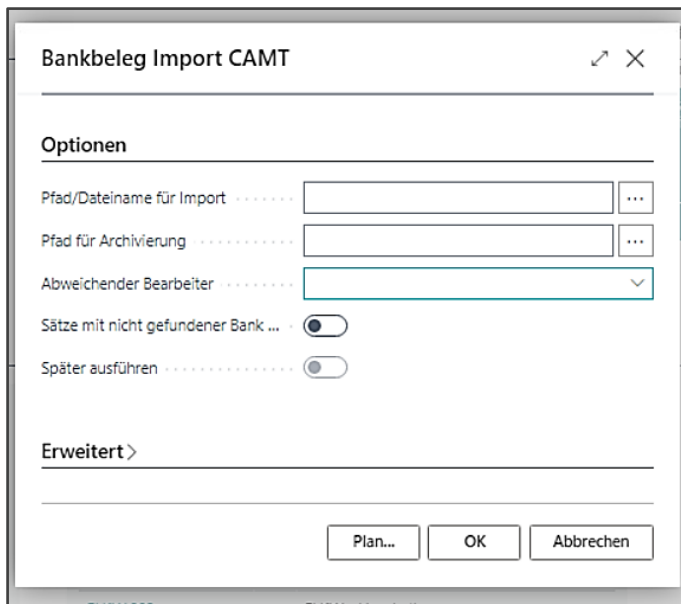 Bankbeleg Import CAMT
Optionen
Pfad/Dateiname für Import
Pfad für Archivierung
Abweichender Bearbeiter
Sätze mit nicht gefundener Bank ...
Später ausführen
Erweitert
Plan... OK Abbrechen